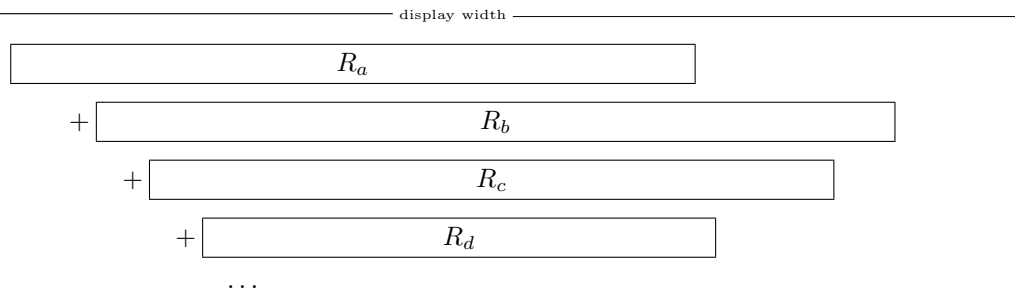 display width
R_a
+ R_b
+ R_c
+ R_d
...